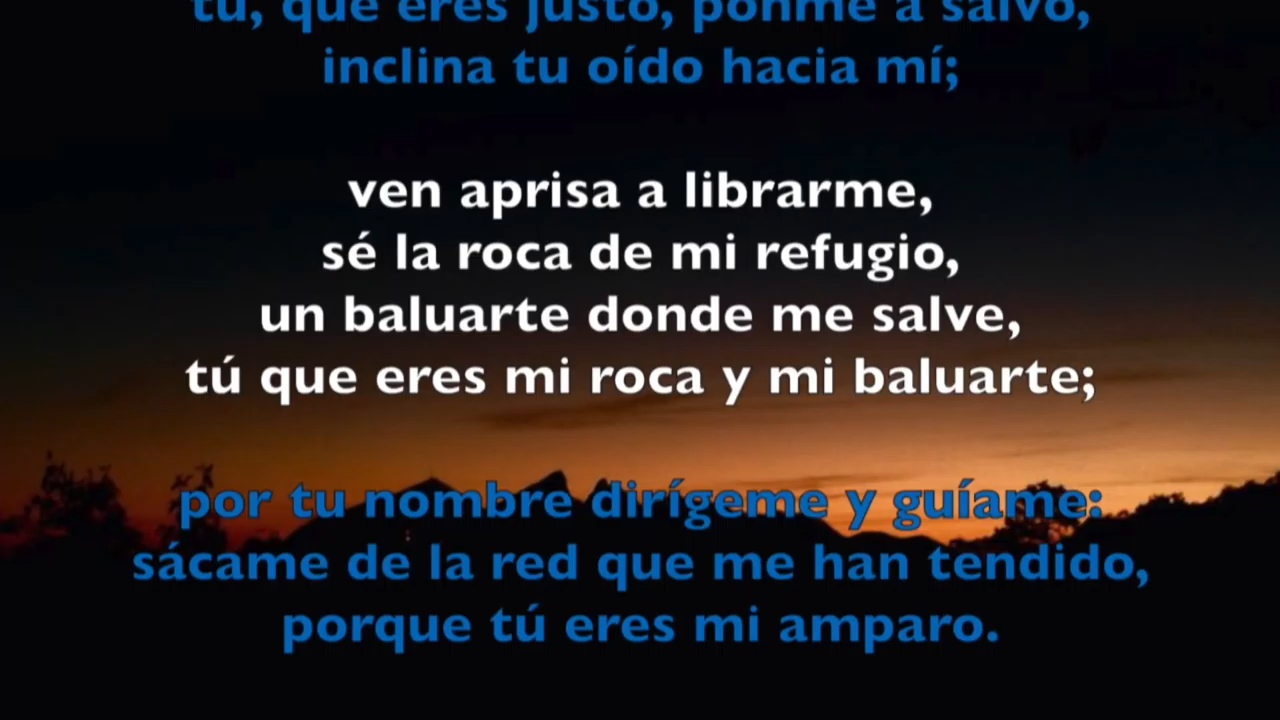 tú, que eres justo, ponme a salvo,
inclina tu oído hacia mí;
ven aprisa a librarme,
sé la roca de mi refugio,
un baluarte donde me salve,
tú que eres mi roca y mi baluarte;
por tu nombre dirígeme y guíame:
sácame de la red que me han tendido,
porque tú eres mi amparo.